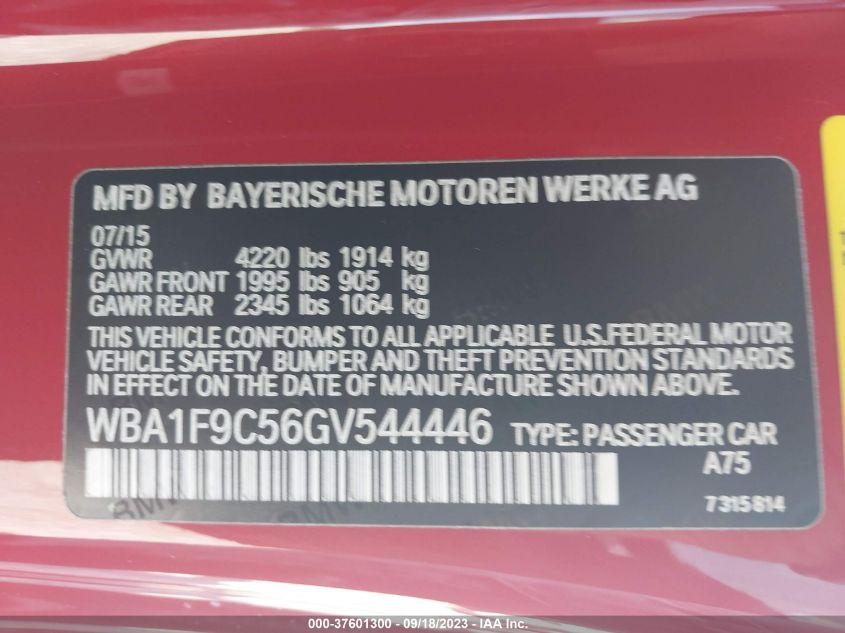 MFD BY BAYERISCHE MOTOREN WERKE AG
07/15
GVWR 4220 lbs 1914 kg
GAWR FRONT 1995 lbs 905 kg
GAWR REAR 2345 lbs 1064 kg
THIS VEHICLE CONFORMS TO ALL APPLICABLE U.S.FEDERAL MOTOR
VEHICLE SAFETY, BUMPER AND THEFT PREVENTION STANDARDS
IN EFFECT ON THE DATE OF MANUFACTURE SHOWN ABOVE.
WBA1F9C56GV544446 TYPE: PASSENGER CAR
A75
7315814
000-37601300 - 09/18/2023 - © IAA Holdings, LLC.